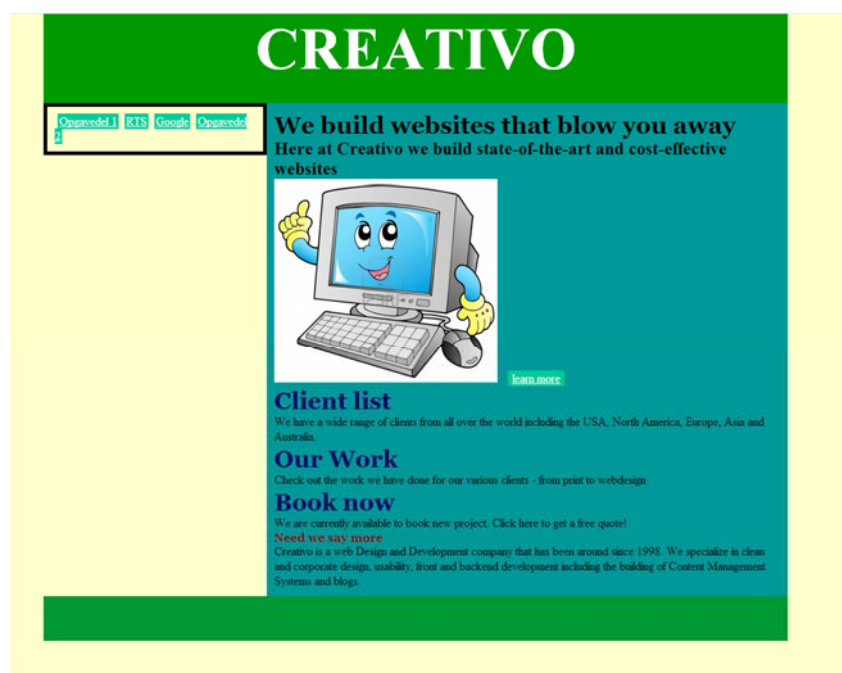 CREATIVO
Opgavedel 1 RTS Google Opgavedel
2
We build websites that blow you away
Here at Creativo we build state-of-the-art and cost-effective
websites
learn more
Client list
We have a wide range of clients from all over the world including the USA, North America, Europe, Asia and
Australia.
Our Work
Check out the work we have done for our various clients - from print to webdesign
Book now
We are currently available to book new project. Click here to get a free quote!
Need we say more
Creativo is a web Design and Development company that has been around since 1998. We specialize in clean
and corporate design, usability, front and backend development including the building of Content Management
Systems and blogs.